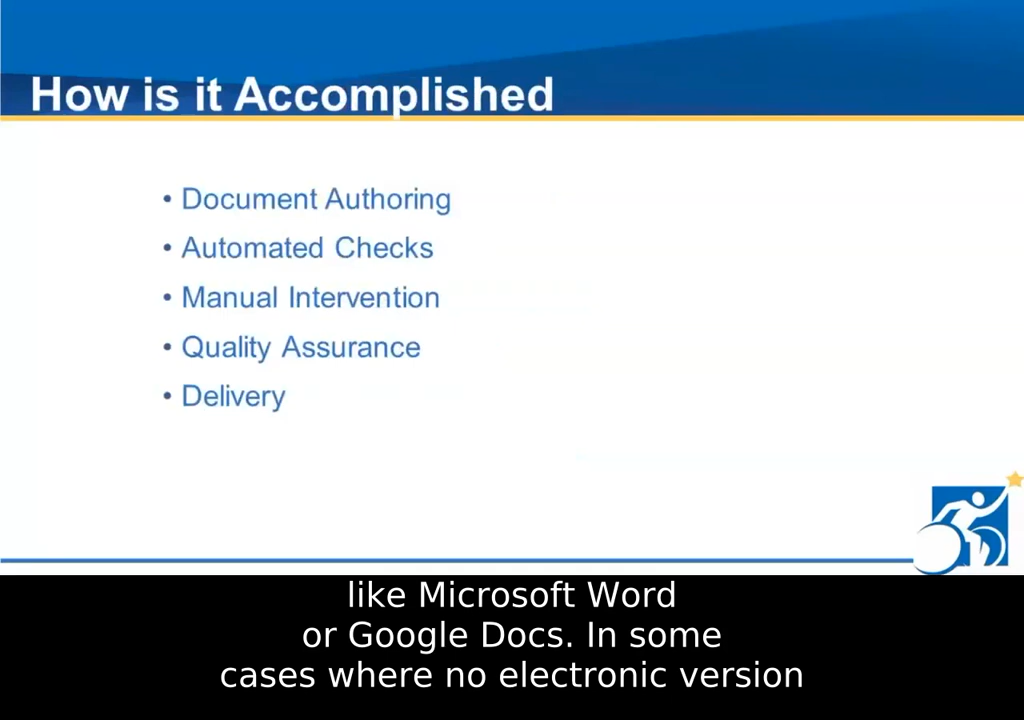 How is it Accomplished
• Document Authoring
• Automated Checks
• Manual Intervention
• Quality Assurance
• Delivery
like Microsoft Word
or Google Docs. In some
cases where no electronic version